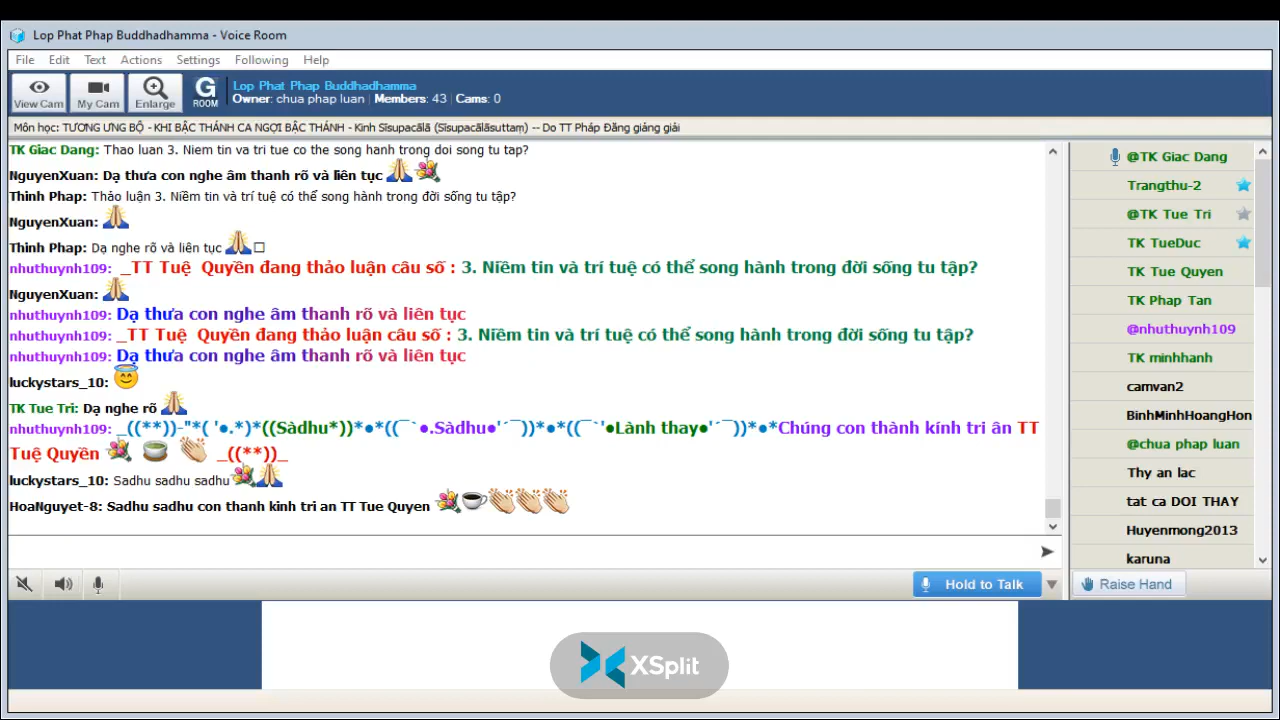 Lop Phat Phap Buddhadhamma - Voice Room
File Edit Text Actions Settings Following Help
View Cam My Cam Enlarge G ROOM
Lop Phat Phap Buddhadhamma
Owner: chua phap luan | Members: 43 | Cams: 0
Môn học: TƯƠNG ƯNG BỘ - KHI BẬC THÁNH CA NGỢI BẬC THÁNH - Kinh Sīsupacālā (Sīsupacālāsuttaṃ) -- Do TT Pháp Đăng giảng giải
TK Giac Dang: Thao luan 3. Niem tin va tri tue co the song hanh trong doi song tu tap?
NguyenXuan: Dạ thưa con nghe âm thanh rõ và liên tục
Thinh Phap: Thảo luận 3. Niềm tin và trí tuệ có thể song hành trong đời sống tu tập?
NguyenXuan:
Thinh Phap: Dạ nghe rõ và liên tục
nhuthuynh109: _TT Tuệ Quyền đang thảo luận câu số : 3. Niềm tin và trí tuệ có thể song hành trong đời sống tu tập?
NguyenXuan:
nhuthuynh109: Dạ thưa con nghe âm thanh rõ và liên tục
nhuthuynh109: _TT Tuệ Quyền đang thảo luận câu số : 3. Niềm tin và trí tuệ có thể song hành trong đời sống tu tập?
nhuthuynh109: Dạ thưa con nghe âm thanh rõ và liên tục
luckystars_10:
TK Tue Tri: Dạ nghe rõ
nhuthuynh109: _((**))-"*( '●.*)*((Sàdhu*))*●*((¯`●.Sàdhu●'´¯))*●*((¯`'●Lành thay●'´¯))*●*Chúng con thành kính tri ân TT
Tuệ Quyền _((**))_
luckystars_10: Sadhu sadhu sadhu
HoaNguyet-8: Sadhu sadhu con thanh kinh tri an TT Tue Quyen
@TK Giac Dang
Trangthu-2
@TK Tue Tri
TK TueDuc
TK Tue Quyen
TK Phap Tan
@nhuthuynh109
TK minhhanh
camvan2
BinhMinhHoangHon
@chua phap luan
Thy an lac
tat ca DOI THAY
Huyenmong2013
karuna
Hold to Talk
Raise Hand
XSplit